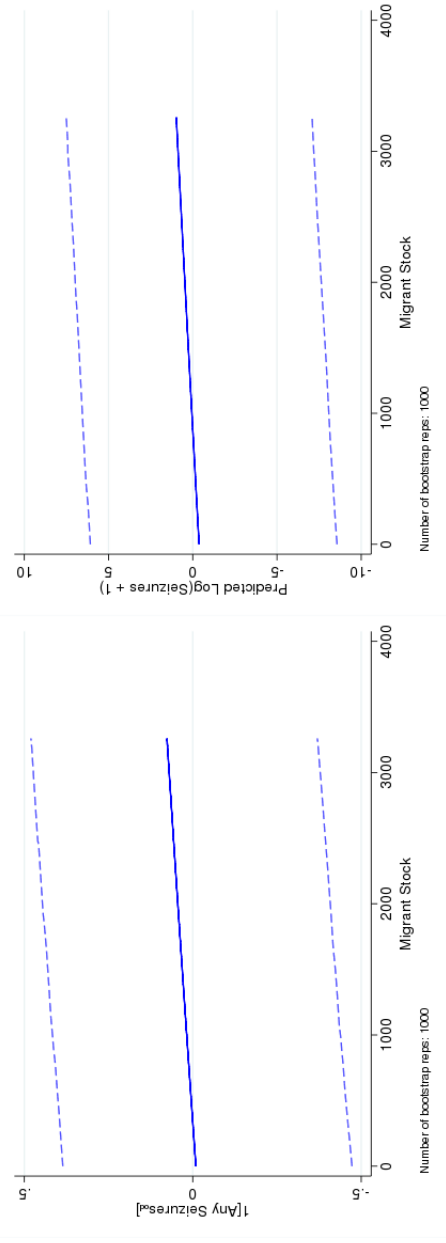 1[Any Seizuresod]
.5
0
-.5
0 1000 2000 3000 4000
Migrant Stock
Number of bootstrap reps: 1000
Predicted Log(Seizures + 1)
10
5
0
-5
-10
0 1000 2000 3000 4000
Migrant Stock
Number of bootstrap reps: 1000